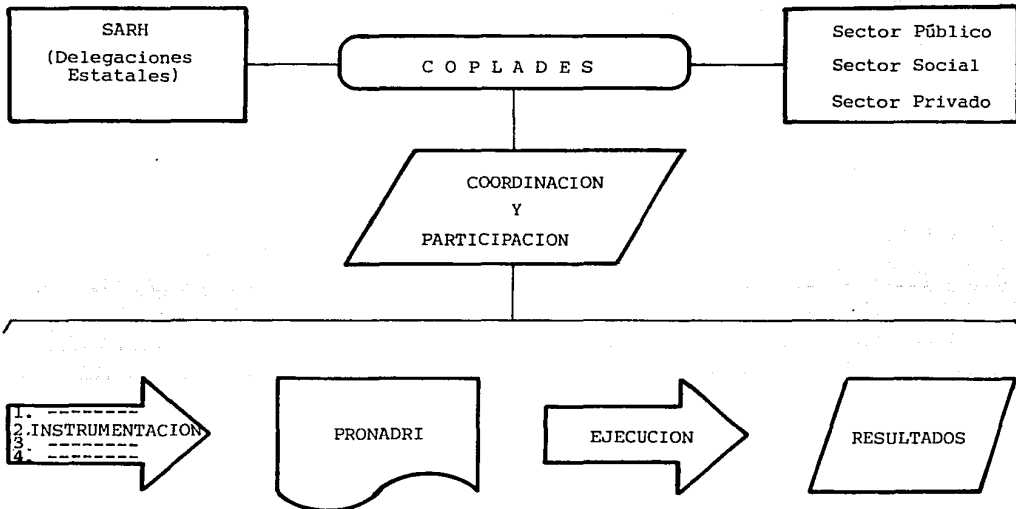 SARH
(Delegaciones
Estatales)
C O P L A D E S
Sector Público
Sector Social
Sector Privado
COORDINACION
Y
PARTICIPACION
1. ---------
2.INSTRUMENTACION
3. ---------
4. ---------
PRONADRI
EJECUCION
RESULTADOS